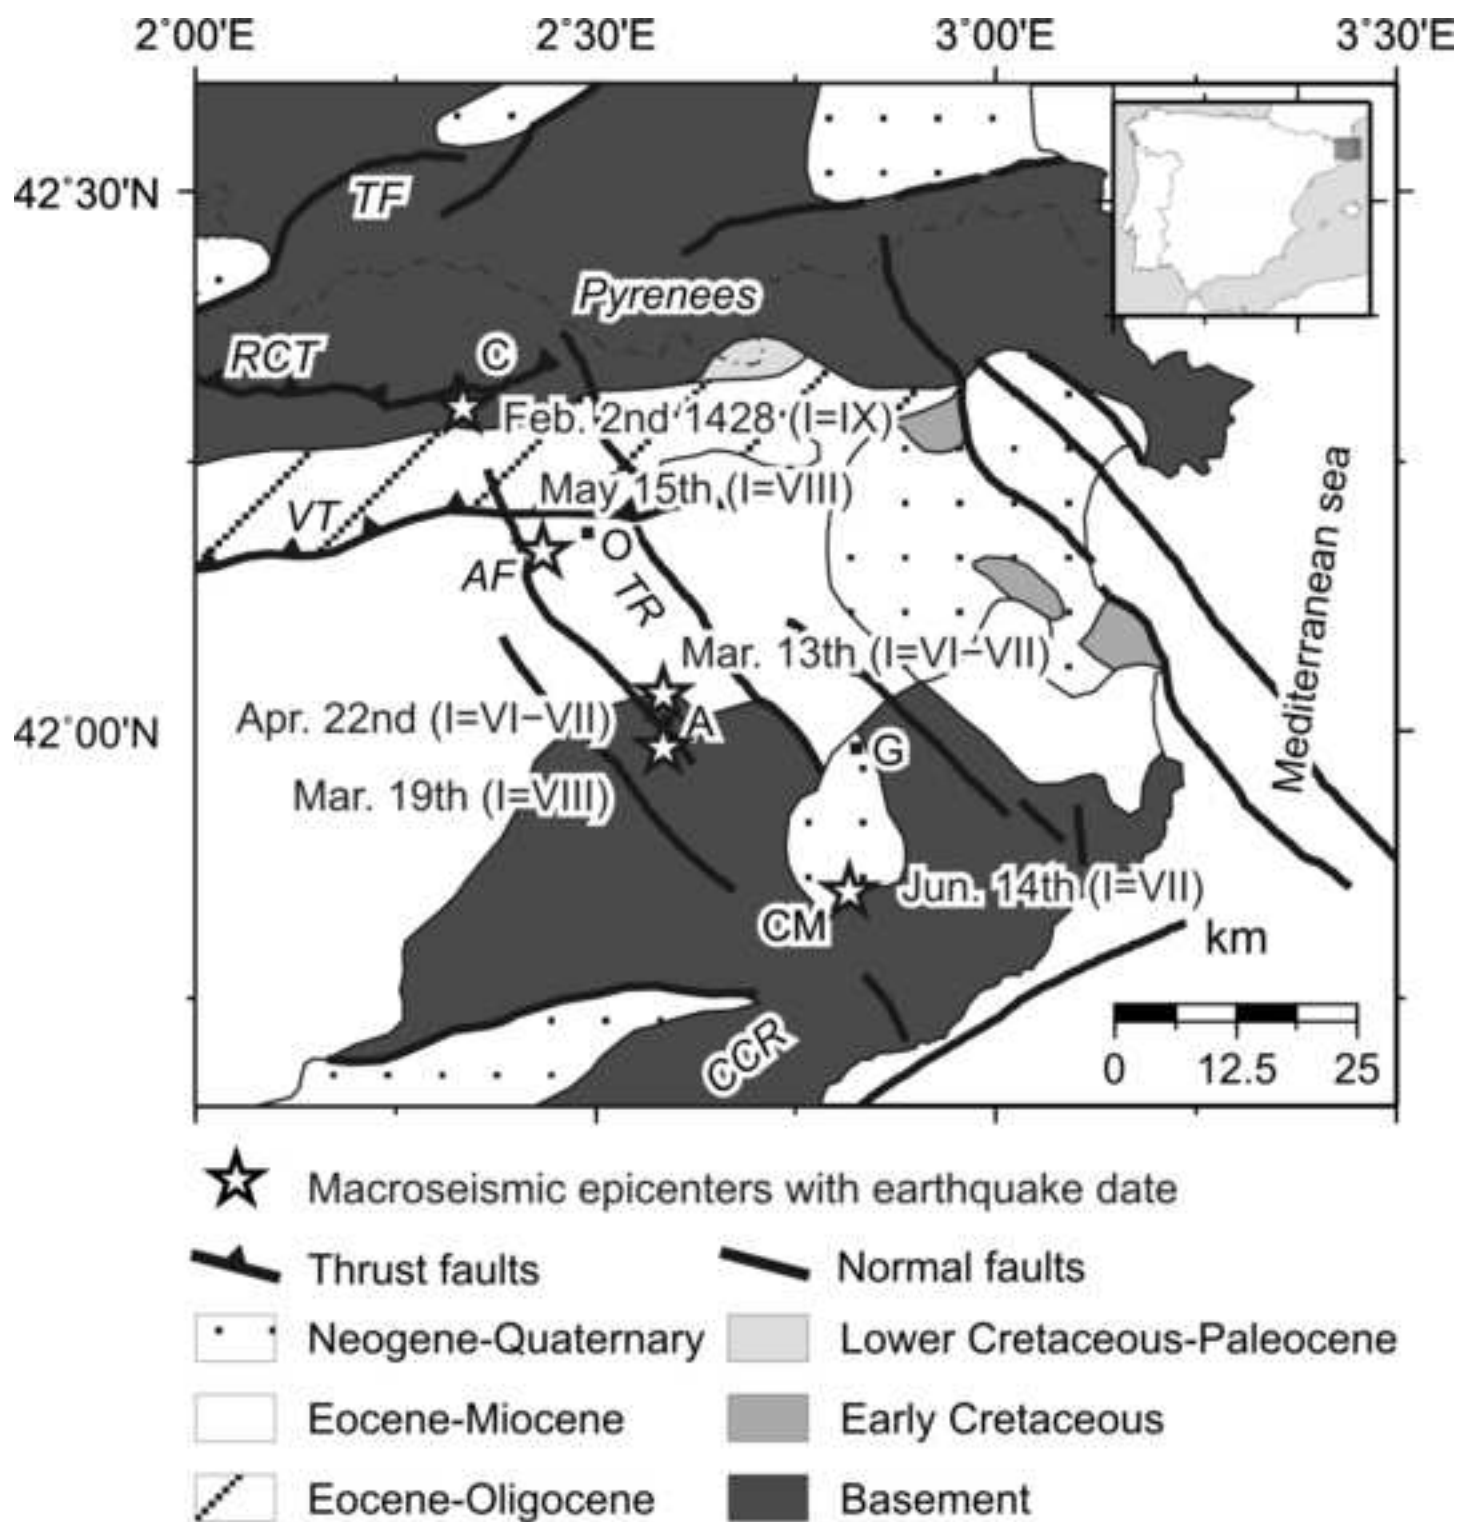 2°00'E 2°30'E 3°00'E 3°30'E
42°30'N
TF
Pyrenees
RCT
C
Feb. 2nd 1428 (I=IX)
May 15th (I=VIII)
VT
O
AF
TR
Mar. 13th (I=VI–VII)
Mediterranean sea
42°00'N
Apr. 22nd (I=VI–VII)
A
G
Mar. 19th (I=VIII)
Jun. 14th (I=VII)
CM
km
CCR
0 12.5 25
Macroseismic epicenters with earthquake date
Thrust faults
Normal faults
Neogene-Quaternary
Lower Cretaceous-Paleocene
Eocene-Miocene
Early Cretaceous
Eocene-Oligocene
Basement